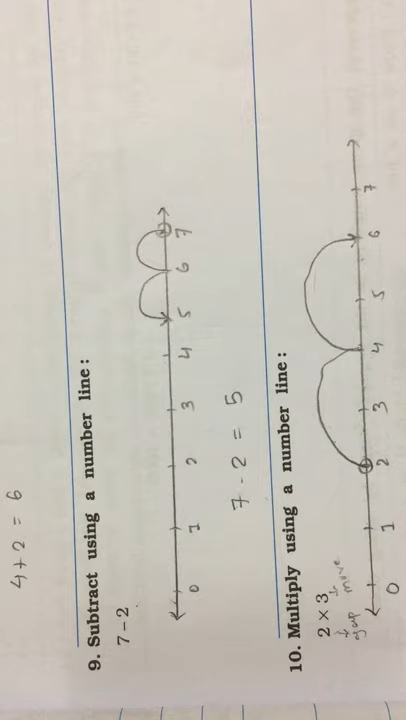 4 + 2 = 6
9. Subtract using a number line :
7 - 2
0 1 2 3 4 5 6 7
7 - 2 = 5
10. Multiply using a number line :
2 × 3
gap move
0 1 2 3 4 5 6 7